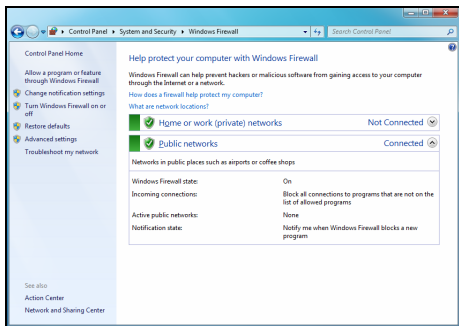 Control Panel ▸ System and Security ▸ Windows Firewall
Search Control Panel
Control Panel Home
Allow a program or feature
through Windows Firewall
Change notification settings
Turn Windows Firewall on or
off
Restore defaults
Advanced settings
Troubleshoot my network
See also
Action Center
Network and Sharing Center
Help protect your computer with Windows Firewall
Windows Firewall can help prevent hackers or malicious software from gaining access to your computer
through the Internet or a network.
How does a firewall help protect my computer?
What are network locations?
Home or work (private) networks Not Connected
Public networks Connected
Networks in public places such as airports or coffee shops
Windows Firewall state: On
Incoming connections: Block all connections to programs that are not on the
list of allowed programs
Active public networks: None
Notification state: Notify me when Windows Firewall blocks a new
program